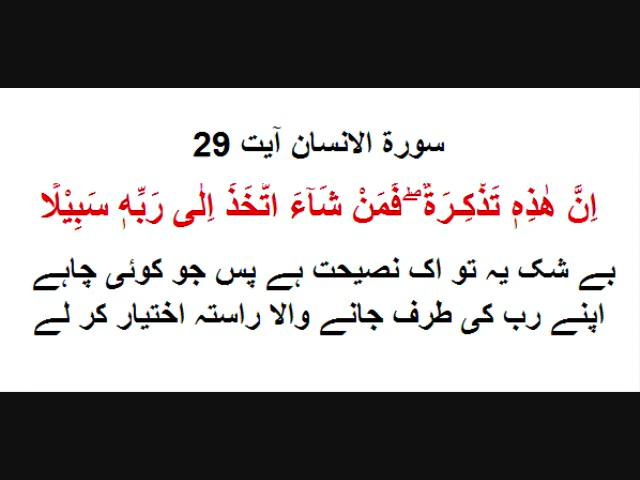 سورۃ الانسان آیت 29
اِنَّ هٰذِهٖ تَذْكِـرَةٌ ۖ فَمَنْ شَآءَ اتَّخَذَ اِلٰى رَبِّهٖ سَبِيْلًا
بے شک یہ تو اک نصیحت ہے پس جو کوئی چاہے
اپنے رب کی طرف جانے والا راستہ اختیار کر لے